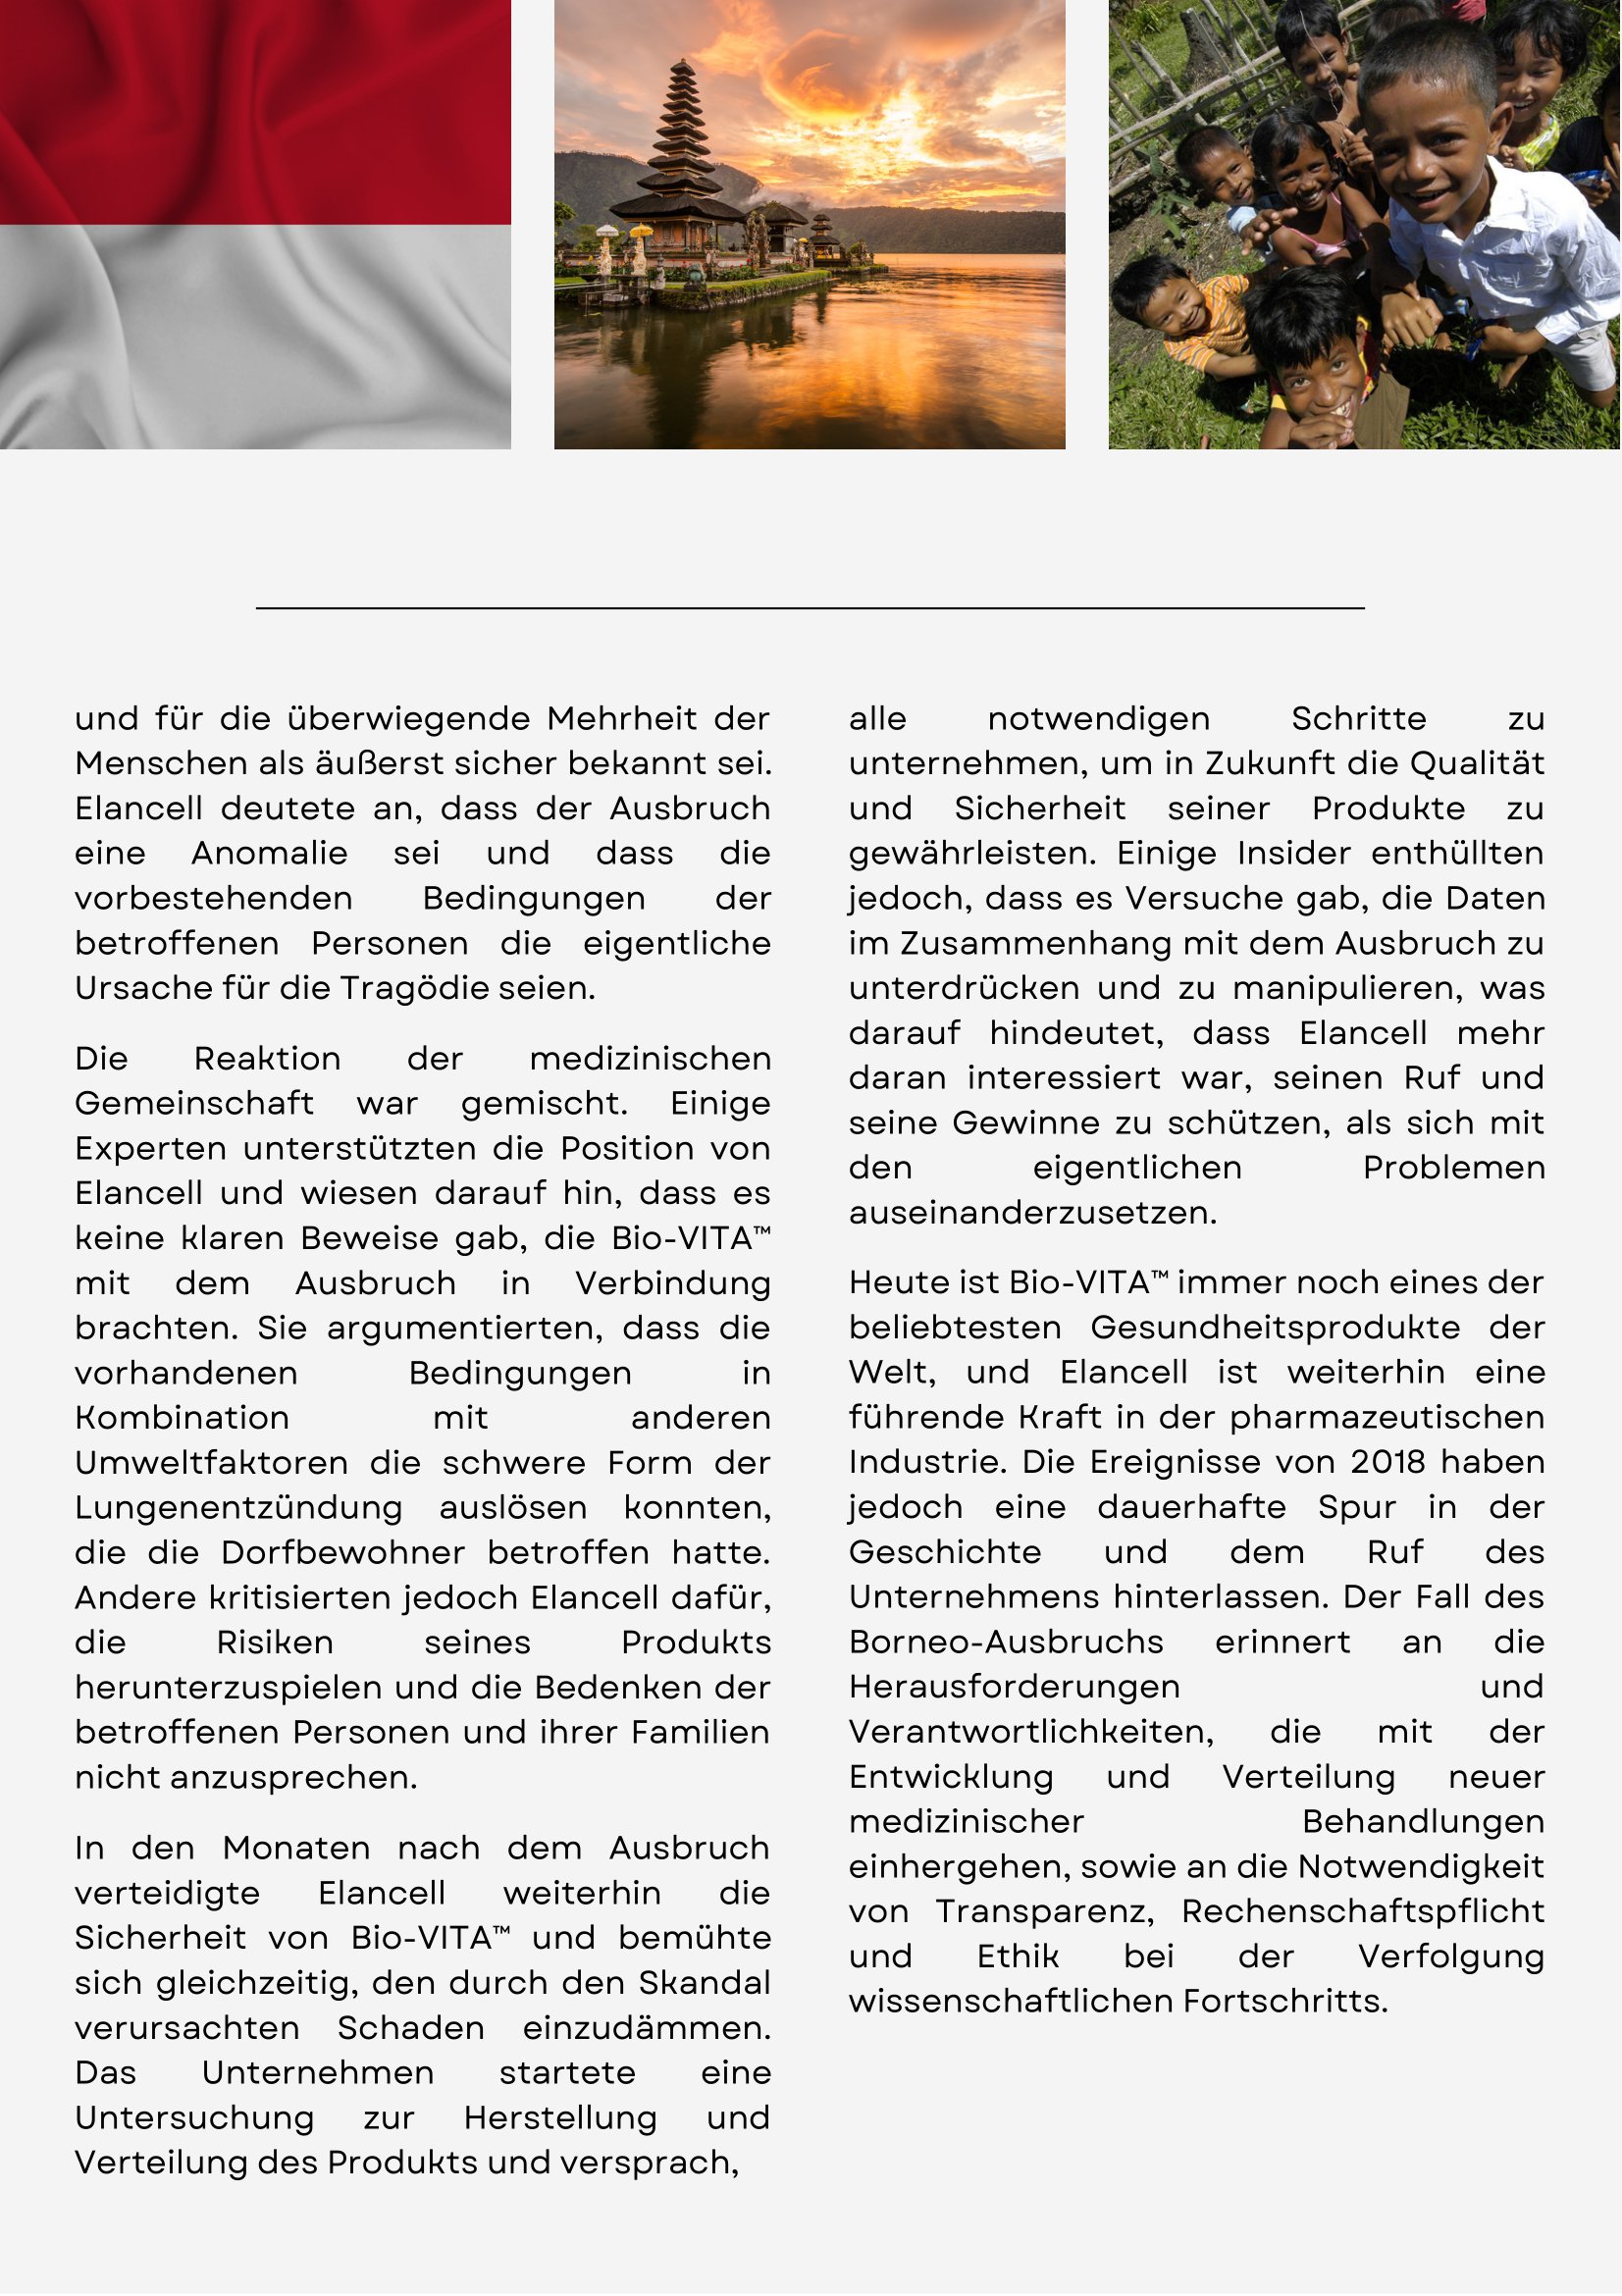 und für die überwiegende Mehrheit der
Menschen als äußerst sicher bekannt sei.
Elancell deutete an, dass der Ausbruch
eine Anomalie sei und dass die
vorbestehenden Bedingungen der
betroffenen Personen die eigentliche
Ursache für die Tragödie seien.
Die Reaktion der medizinischen
Gemeinschaft war gemischt. Einige
Experten unterstützten die Position von
Elancell und wiesen darauf hin, dass es
keine klaren Beweise gab, die Bio-VITA™
mit dem Ausbruch in Verbindung
brachten. Sie argumentierten, dass die
vorhandenen Bedingungen in
Kombination mit anderen
Umweltfaktoren die schwere Form der
Lungenentzündung auslösen konnten,
die die Dorfbewohner betroffen hatte.
Andere kritisierten jedoch Elancell dafür,
die Risiken seines Produkts
herunterzuspielen und die Bedenken der
betroffenen Personen und ihrer Familien
nicht anzusprechen.
In den Monaten nach dem Ausbruch
verteidigte Elancell weiterhin die
Sicherheit von Bio-VITA™ und bemühte
sich gleichzeitig, den durch den Skandal
verursachten Schaden einzudämmen.
Das Unternehmen startete eine
Untersuchung zur Herstellung und
Verteilung des Produkts und versprach,
alle notwendigen Schritte zu
unternehmen, um in Zukunft die Qualität
und Sicherheit seiner Produkte zu
gewährleisten. Einige Insider enthüllten
jedoch, dass es Versuche gab, die Daten
im Zusammenhang mit dem Ausbruch zu
unterdrücken und zu manipulieren, was
darauf hindeutet, dass Elancell mehr
daran interessiert war, seinen Ruf und
seine Gewinne zu schützen, als sich mit
den eigentlichen Problemen
auseinanderzusetzen.
Heute ist Bio-VITA™ immer noch eines der
beliebtesten Gesundheitsprodukte der
Welt, und Elancell ist weiterhin eine
führende Kraft in der pharmazeutischen
Industrie. Die Ereignisse von 2018 haben
jedoch eine dauerhafte Spur in der
Geschichte und dem Ruf des
Unternehmens hinterlassen. Der Fall des
Borneo-Ausbruchs erinnert an die
Herausforderungen und
Verantwortlichkeiten, die mit der
Entwicklung und Verteilung neuer
medizinischer Behandlungen
einhergehen, sowie an die Notwendigkeit
von Transparenz, Rechenschaftspflicht
und Ethik bei der Verfolgung
wissenschaftlichen Fortschritts.